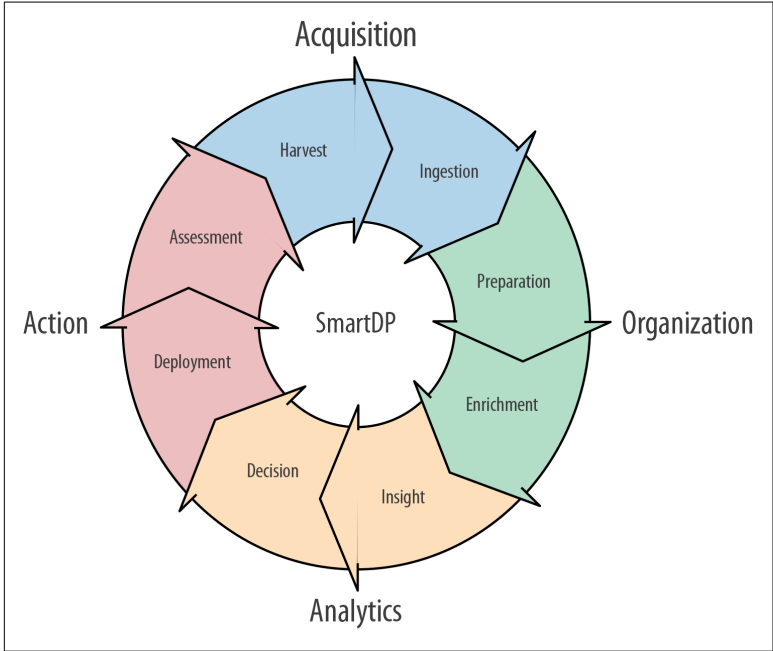 Acquisition
Harvest
Ingestion
Assessment
Preparation
Action
SmartDP
Organization
Deployment
Enrichment
Decision
Insight
Analytics